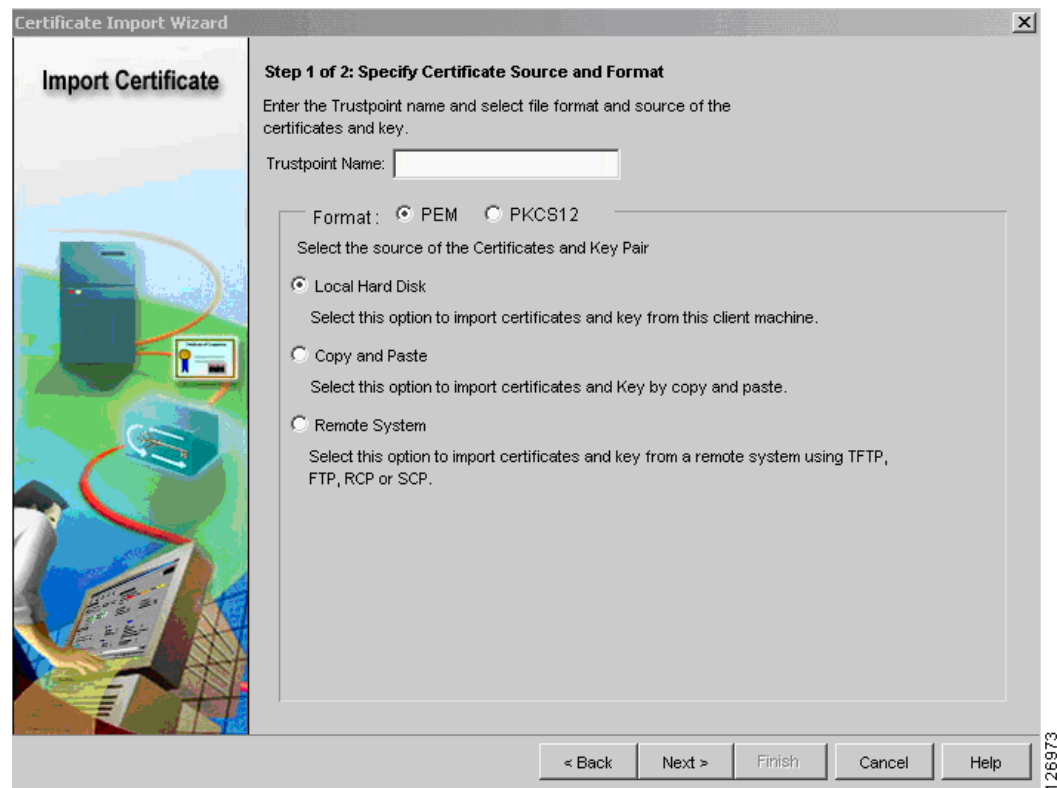 Certificate Import Wizard
Import Certificate
Step 1 of 2: Specify Certificate Source and Format
Enter the Trustpoint name and select file format and source of the
certificates and key.
Trustpoint Name:
Format: PEM PKCS12
Select the source of the Certificates and Key Pair
Local Hard Disk
Select this option to import certificates and key from this client machine.
Copy and Paste
Select this option to import certificates and Key by copy and paste.
Remote System
Select this option to import certificates and key from a remote system using TFTP,
FTP, RCP or SCP.
< Back Next > Finish Cancel Help
126973